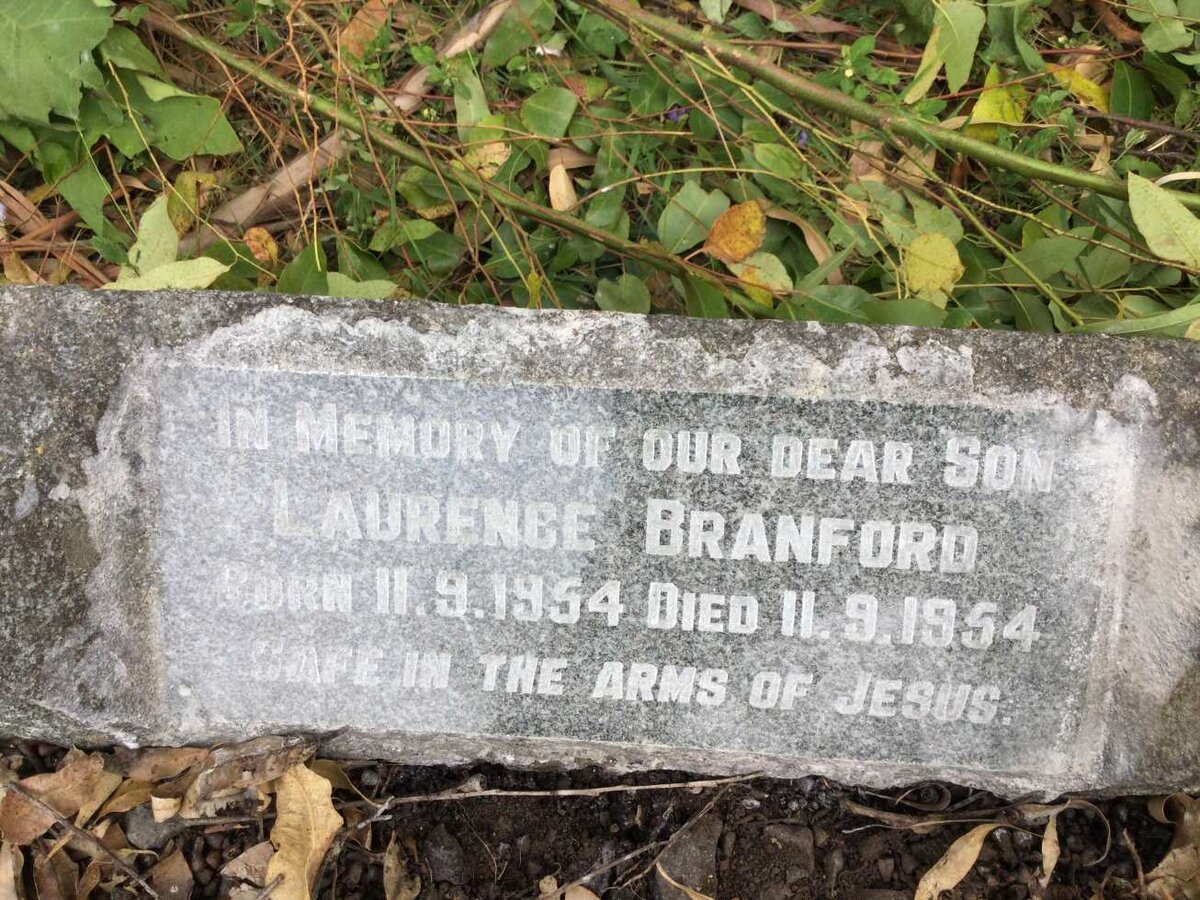 IN MEMORY OF OUR DEAR SON
LAURENCE BRANFORD
BORN 11.9.1954 DIED 11.9.1954
SAFE IN THE ARMS OF JESUS.